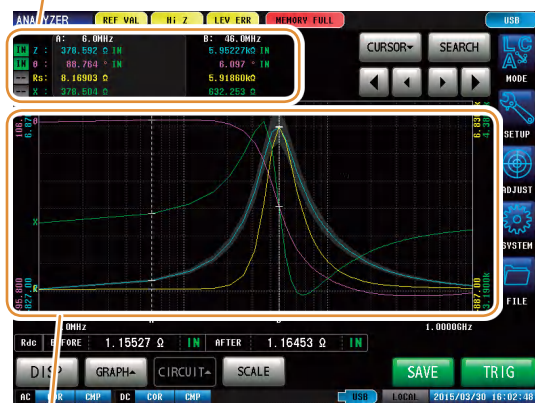 ANALYZER REF VAL Hi Z LEV ERR MEMORY FULL USB
A: 6.0MHz B: 46.0MHz
IN Z : 378.592 Ω IN 5.95227kΩ IN
IN θ : 88.764 ° IN 6.097 ° IN
-- Rs: 8.16903 Ω 5.91860kΩ
-- X : 378.504 Ω 632.253 Ω
CURSOR SEARCH
LCR MODE
SETUP
ADJUST
SYSTEM
FILE
θ
X
A B
1.0000GHz
Rdc BEFORE 1.15527 Ω IN AFTER 1.16453 Ω IN
DISP GRAPH CIRCUIT SCALE SAVE TRIG
AC COR CMP DC COR CMP USB LOCAL 2015/03/30 16:02:48